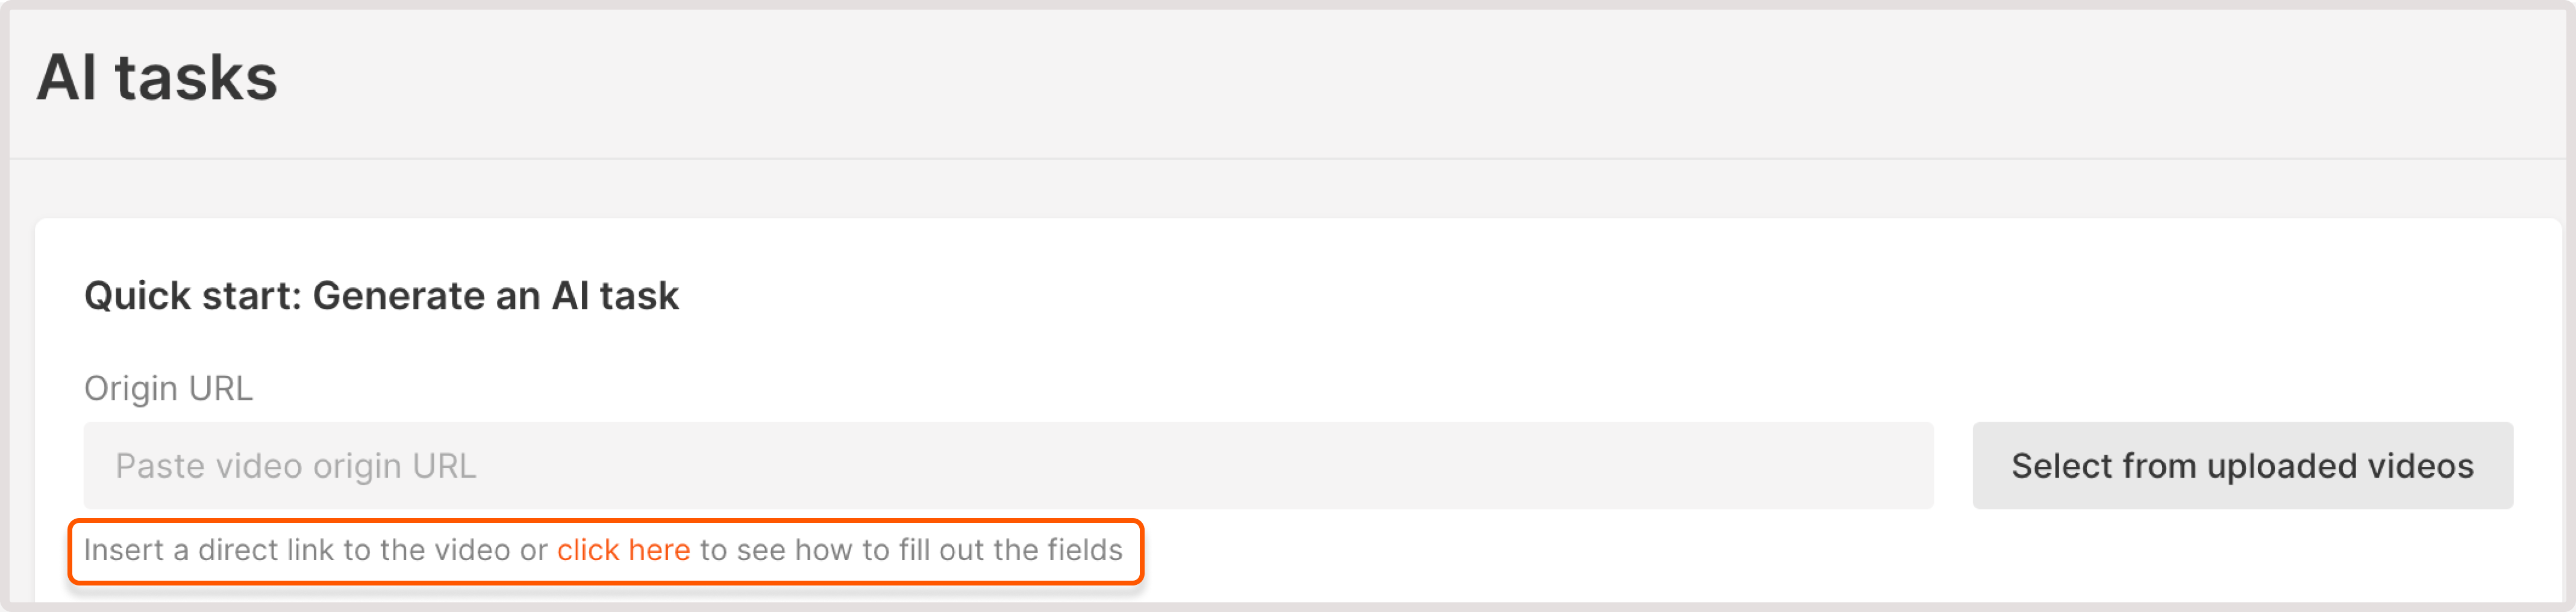 AI tasks
Quick start: Generate an AI task
Origin URL
Paste video origin URL
Select from uploaded videos
Insert a direct link to the video or click here to see how to fill out the fields